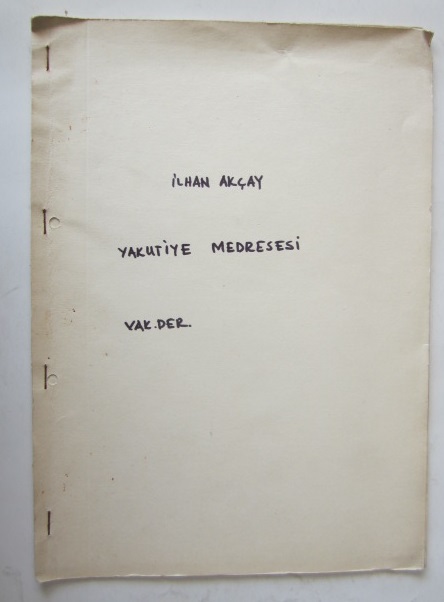 İLHAN AKÇAY
YAKUTİYE MEDRESESİ
VAK.DER.